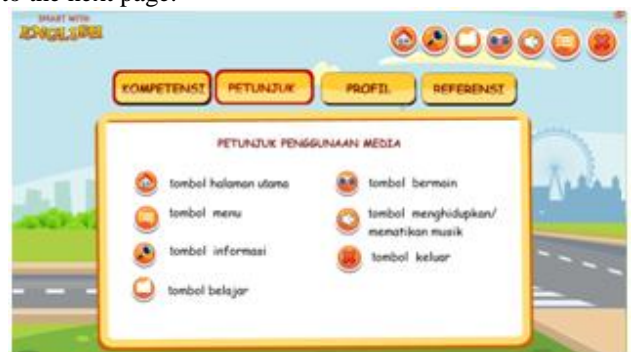 to the next page.
SMART WITH
ENGLISH
KOMPETENSI PETUNJUK PROFIL REFERENSI
PETUNJUK PENGGUNAAN MEDIA
tombol halaman utama
tombol menu
tombol informasi
tombol belajar
tombol bermain
tombol menghidupkan/
mematikan musik
tombol keluar